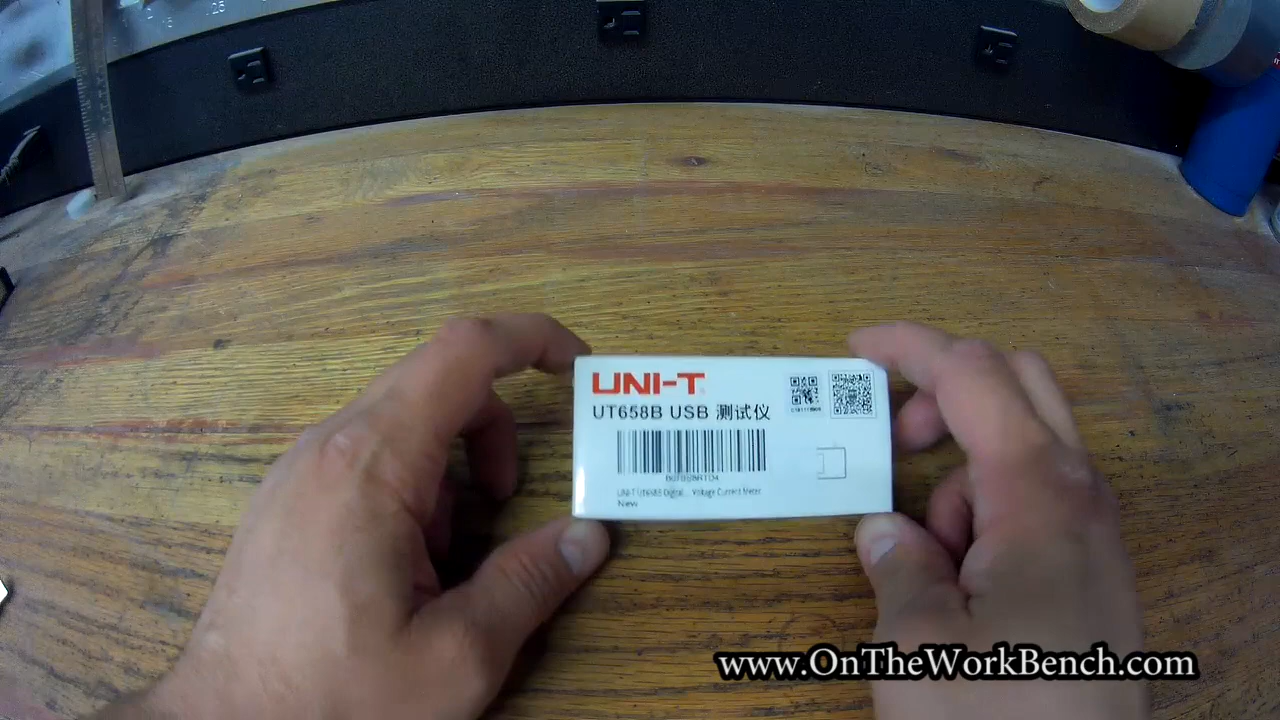 UNI-T
UT658B USB 测试仪
UNI-T UT658B Digital... Voltage Current Meter
New
www.OnTheWorkBench.com